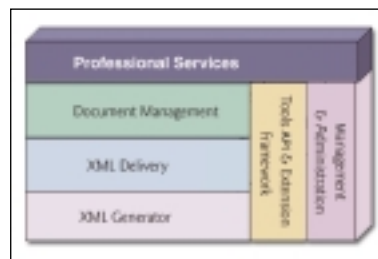 Professional Services
Document Management
XML Delivery
XML Generator
Tools API & Extension
Framework
Management
& Administration